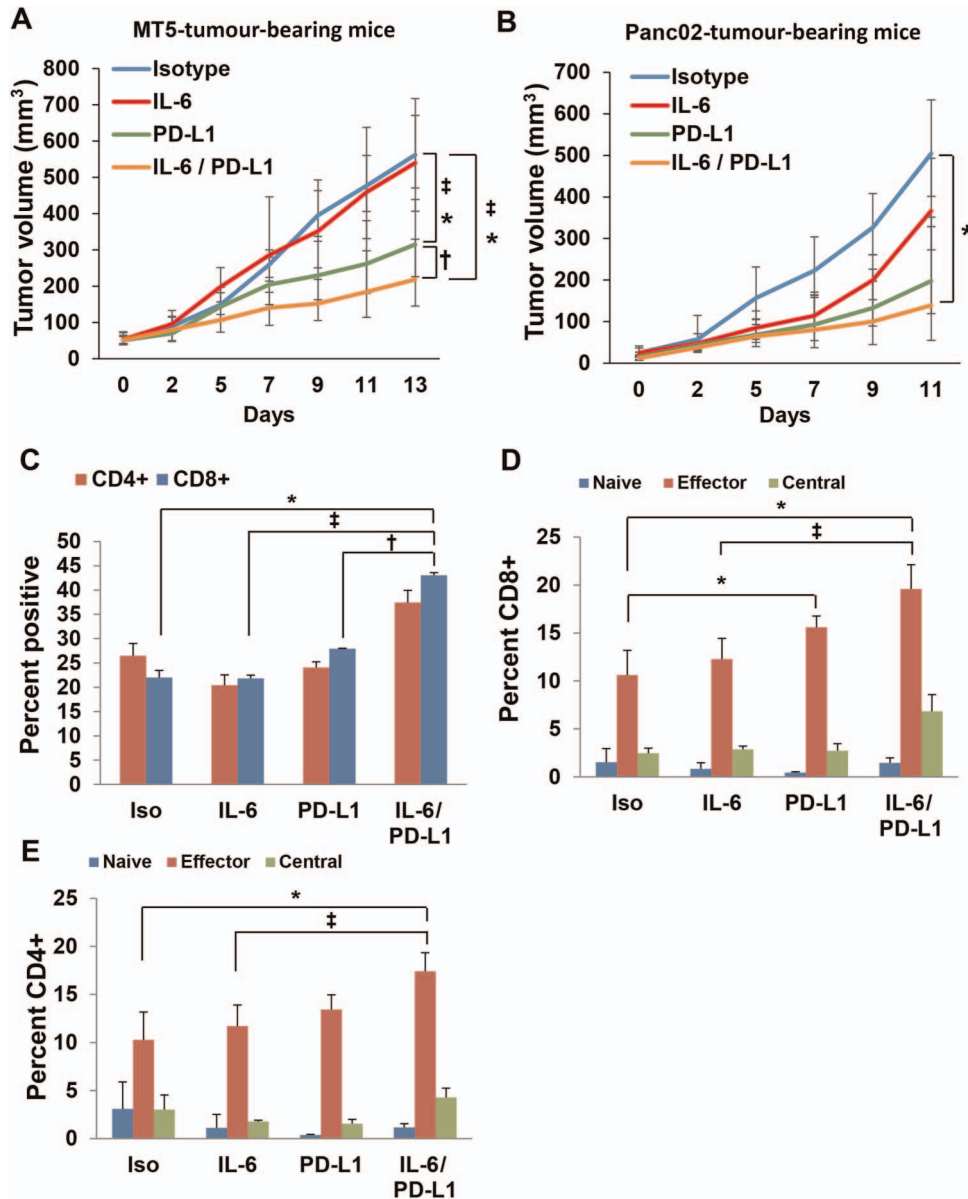 A
MT5-tumour-bearing mice
Tumor volume (mm³)
800
700
600
500
400
300
200
100
0
Isotype
IL-6
PD-L1
IL-6 / PD-L1
‡
*
†
‡
*
0 2 5 7 9 11 13
Days
B
Panc02-tumour-bearing mice
Tumor volume (mm³)
700
600
500
400
300
200
100
0
Isotype
IL-6
PD-L1
IL-6 / PD-L1
*
0 2 5 7 9 11
Days
C
CD4+ CD8+
*
‡
†
Percent positive
50
45
40
35
30
25
20
15
10
5
0
Iso IL-6 PD-L1 IL-6/
PD-L1
D
Naive Effector Central
*
‡
*
Percent CD8+
25
20
15
10
5
0
Iso IL-6 PD-L1 IL-6/
PD-L1
E
Naive Effector Central
*
‡
Percent CD4+
25
20
15
10
5
0
Iso IL-6 PD-L1 IL-6/
PD-L1